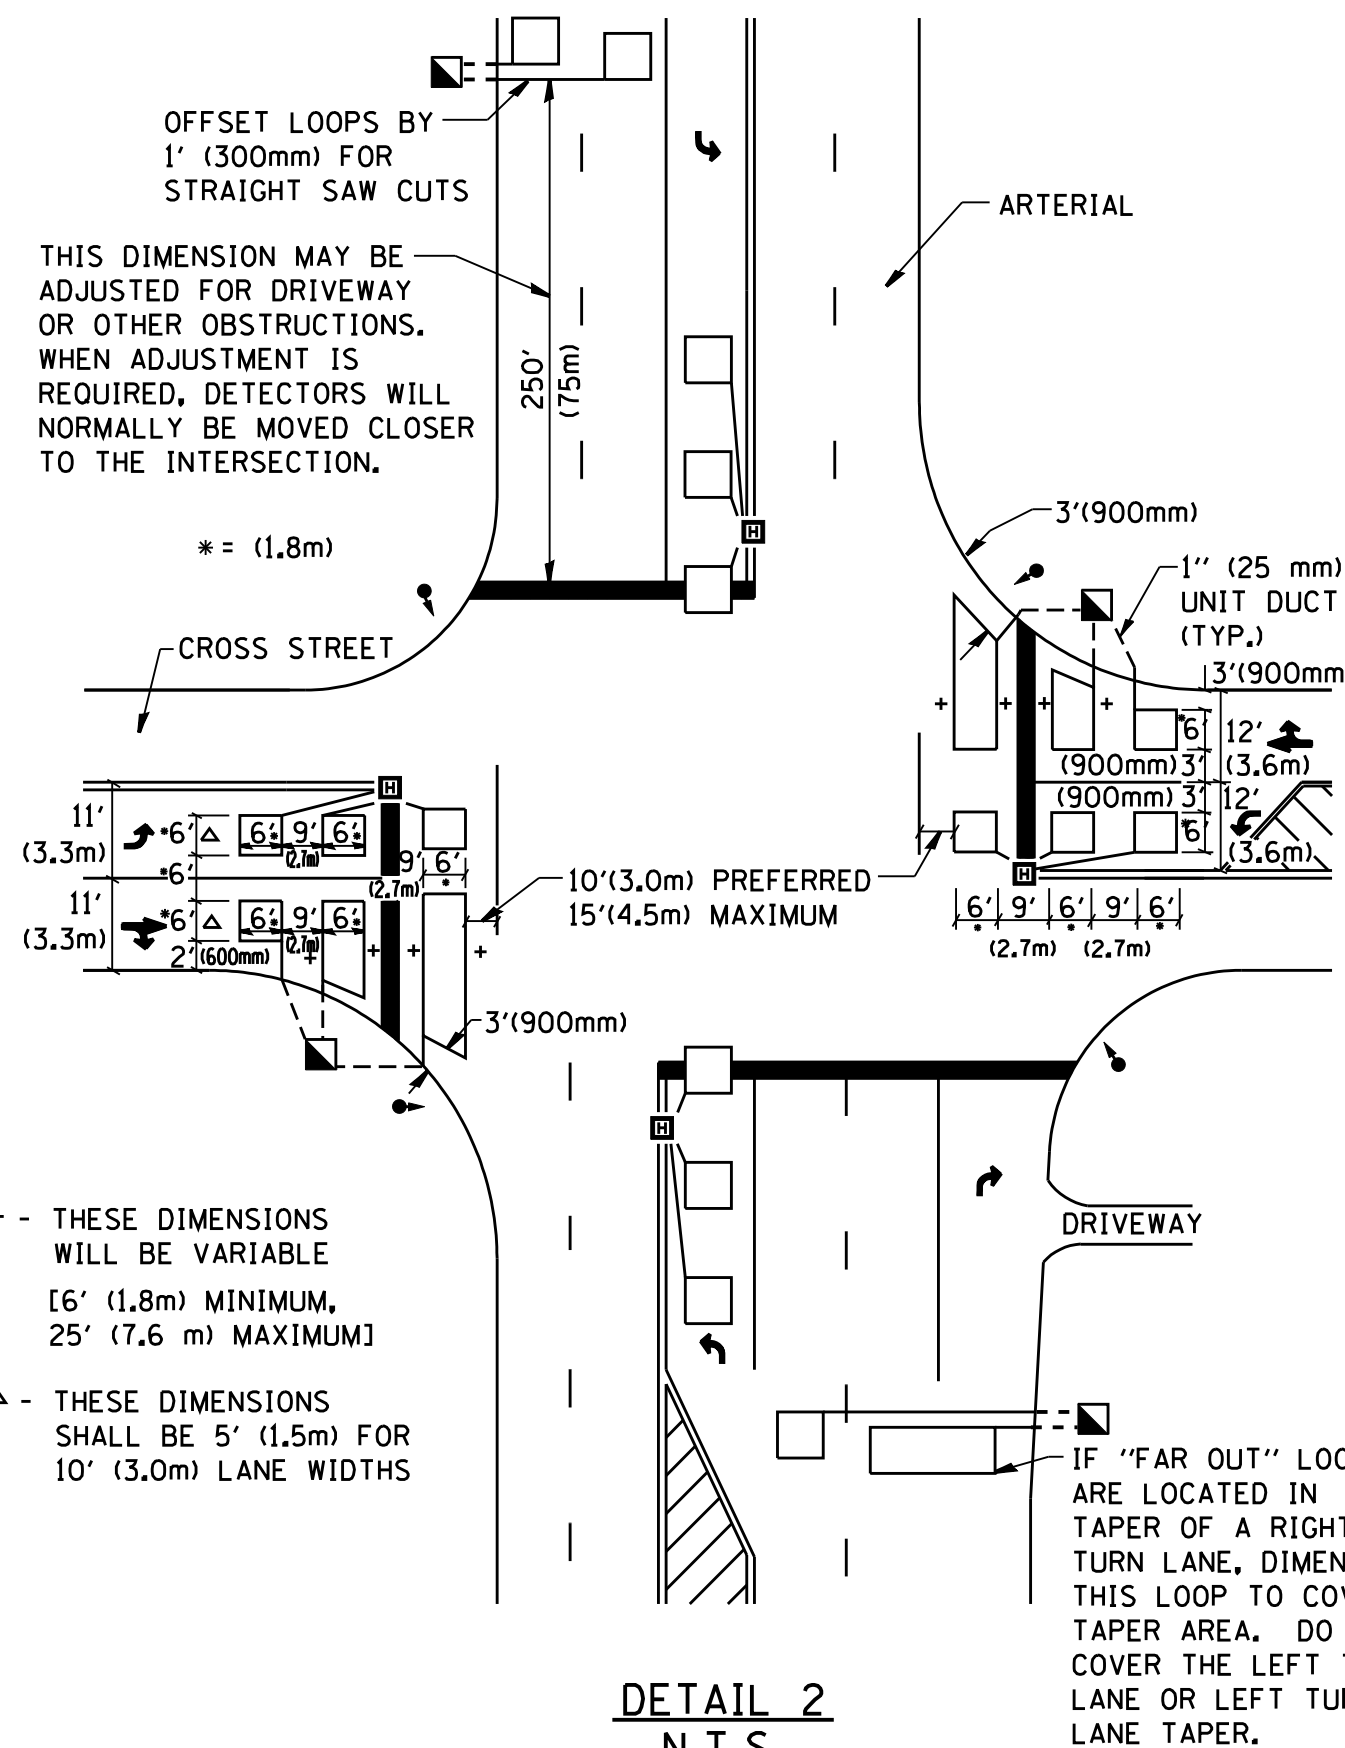 OFFSET LOOPS BY
1' (300mm) FOR
STRAIGHT SAW CUTS
ARTERIAL
THIS DIMENSION MAY BE
ADJUSTED FOR DRIVEWAY
OR OTHER OBSTRUCTIONS.
WHEN ADJUSTMENT IS
REQUIRED, DETECTORS WILL
NORMALLY BE MOVED CLOSER
TO THE INTERSECTION.
250'
(75m)
* = (1.8m)
H
3'(900mm)
1'' (25 mm)
UNIT DUCT
(TYP.)
CROSS STREET
3'(900mm
+ + + +
*6'
12'
(3.6m)
(900mm) 3'
(900mm) 3'
12'
*6'
(3.6m)
H
H
11'
(3.3m)
*6' △ 6'* 9' 6'*
(2.7m)
9' 6'
*
(2.7m)
*6'
11'
(3.3m)
*6' △ 6'* 9' 6'*
(2.7m)
2' (600mm) + + + +
10'(3.0m) PREFERRED
15'(4.5m) MAXIMUM
6' 9' 6' 9' 6'
* * *
(2.7m) (2.7m)
3'(900mm)
H
DRIVEWAY
- THESE DIMENSIONS
WILL BE VARIABLE
[6' (1.8m) MINIMUM,
25' (7.6 m) MAXIMUM]
△ - THESE DIMENSIONS
SHALL BE 5' (1.5m) FOR
10' (3.0m) LANE WIDTHS
IF "FAR OUT" LOO
ARE LOCATED IN
TAPER OF A RIGHT
TURN LANE, DIMEN
THIS LOOP TO COV
TAPER AREA. DO
COVER THE LEFT T
LANE OR LEFT TUR
LANE TAPER.
DETAIL 2
N.T.S.